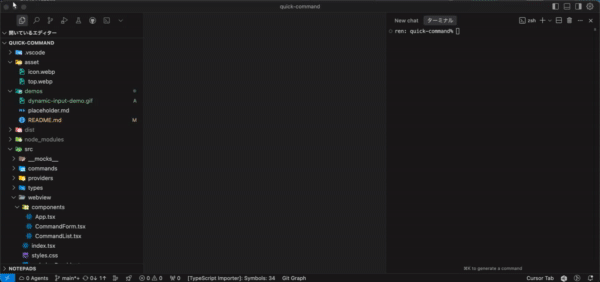 quick-command
New chat
ターミナル
zsh
開いているエディター
ren: quick-command%
QUICK-COMMAND
.vscode
asset
icon.webp
top.webp
demos
dynamic-input-demo.gif A
placeholder.md
README.md M
dist
node_modules
src
__mocks__
commands
providers
types
webview
components
App.tsx
CommandForm.tsx
CommandList.tsx
index.tsx
styles.css
NOTEPADS
⌘K to generate a command
0 Agents
main*+
0↓ 1↑
0
0
0
[TypeScript Importer]: Symbols: 34
Git Graph
Cursor Tab